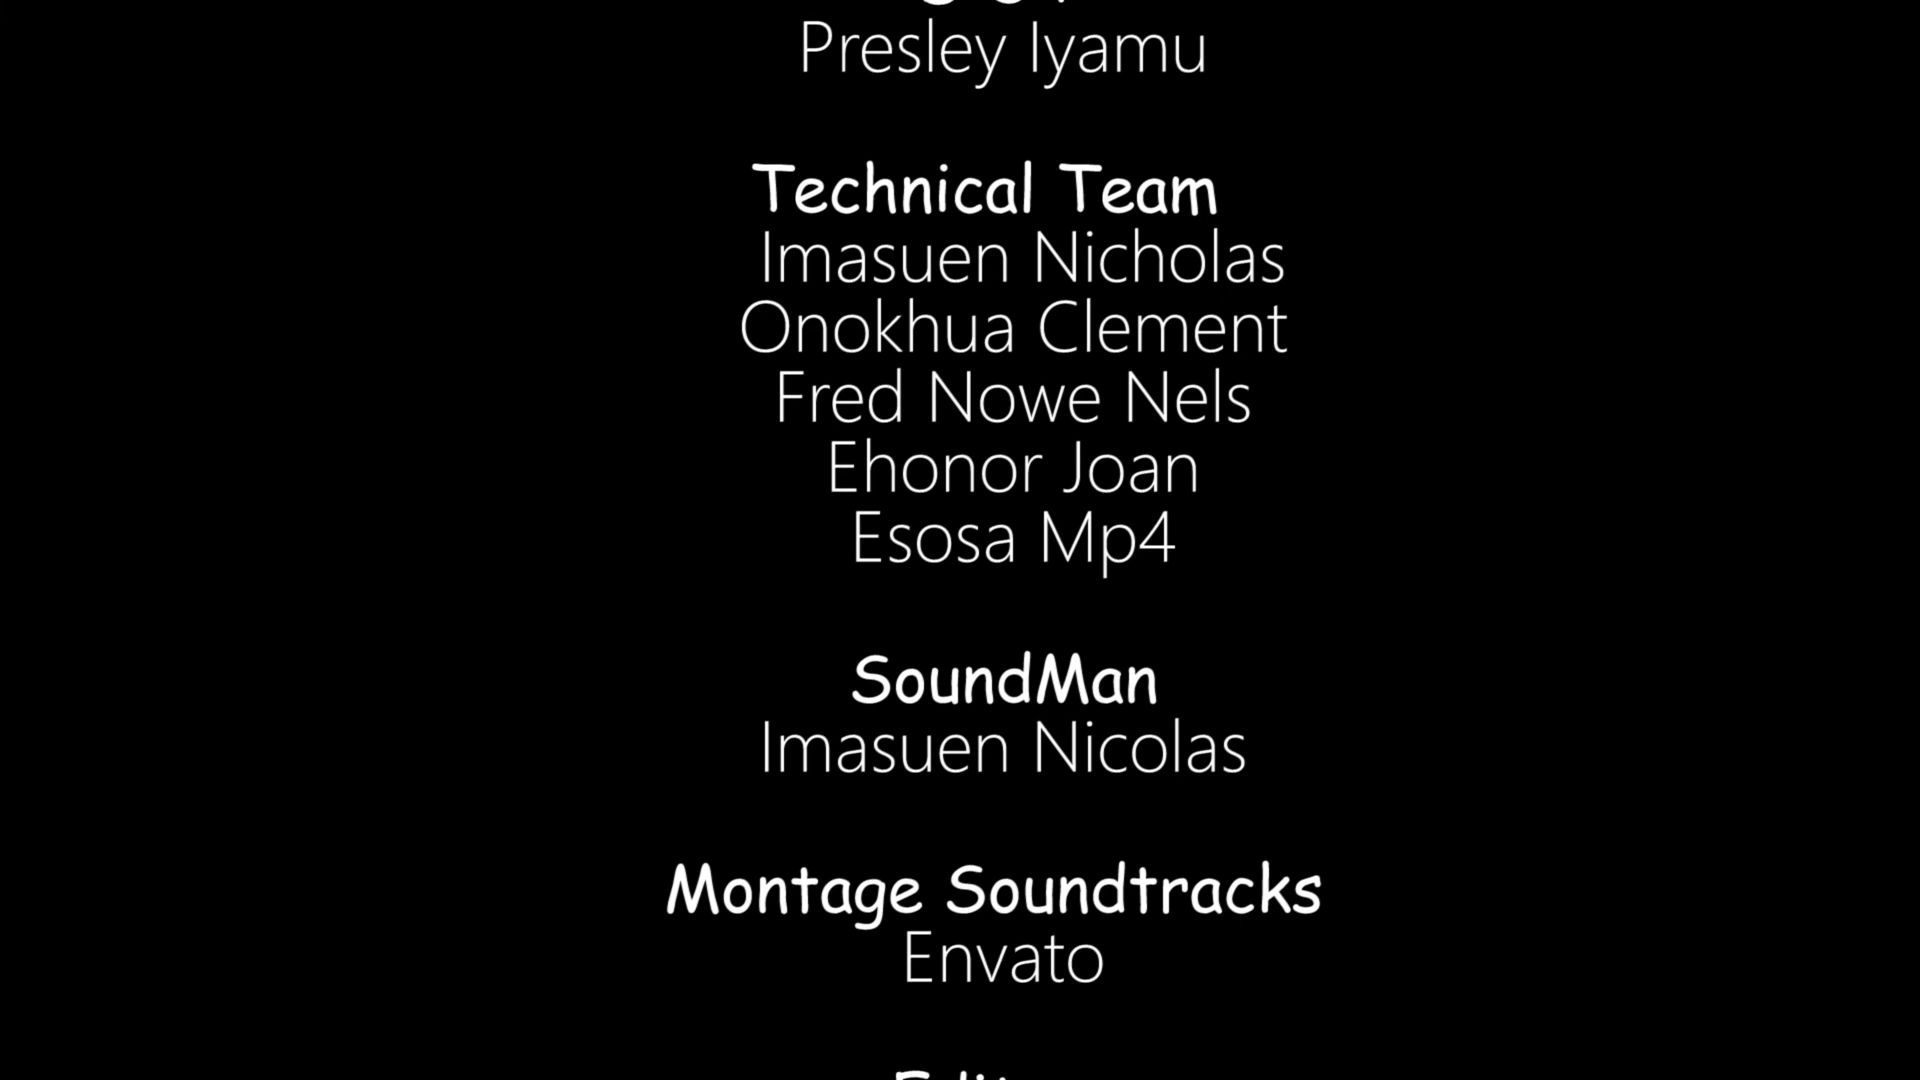 Presley Iyamu
Technical Team
Imasuen Nicholas
Onokhua Clement
Fred Nowe Nels
Ehonor Joan
Esosa Mp4
SoundMan
Imasuen Nicolas
Montage Soundtracks
Envato